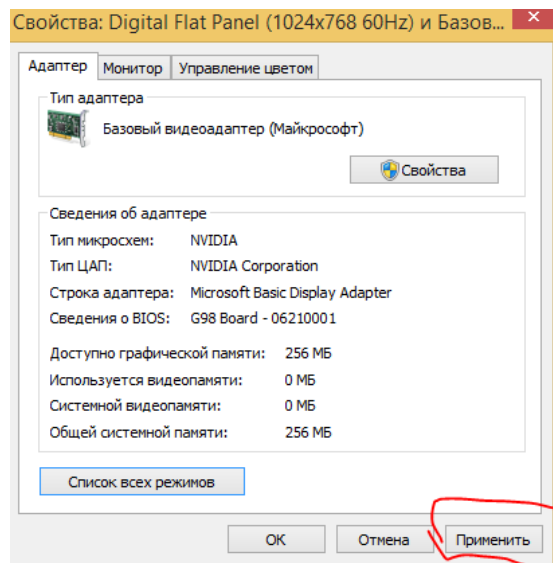 Свойства: Digital Flat Panel (1024x768 60Hz) и Базов...
Адаптер Монитор Управление цветом
Тип адаптера
Базовый видеоадаптер (Майкрософт)
Свойства
Сведения об адаптере
Тип микросхем: NVIDIA
Тип ЦАП: NVIDIA Corporation
Строка адаптера: Microsoft Basic Display Adapter
Сведения о BIOS: G98 Board - 06210001
Доступно графической памяти: 256 МБ
Используется видеопамяти: 0 МБ
Системной видеопамяти: 0 МБ
Общей системной памяти: 256 МБ
Список всех режимов
ОК Отмена Применить